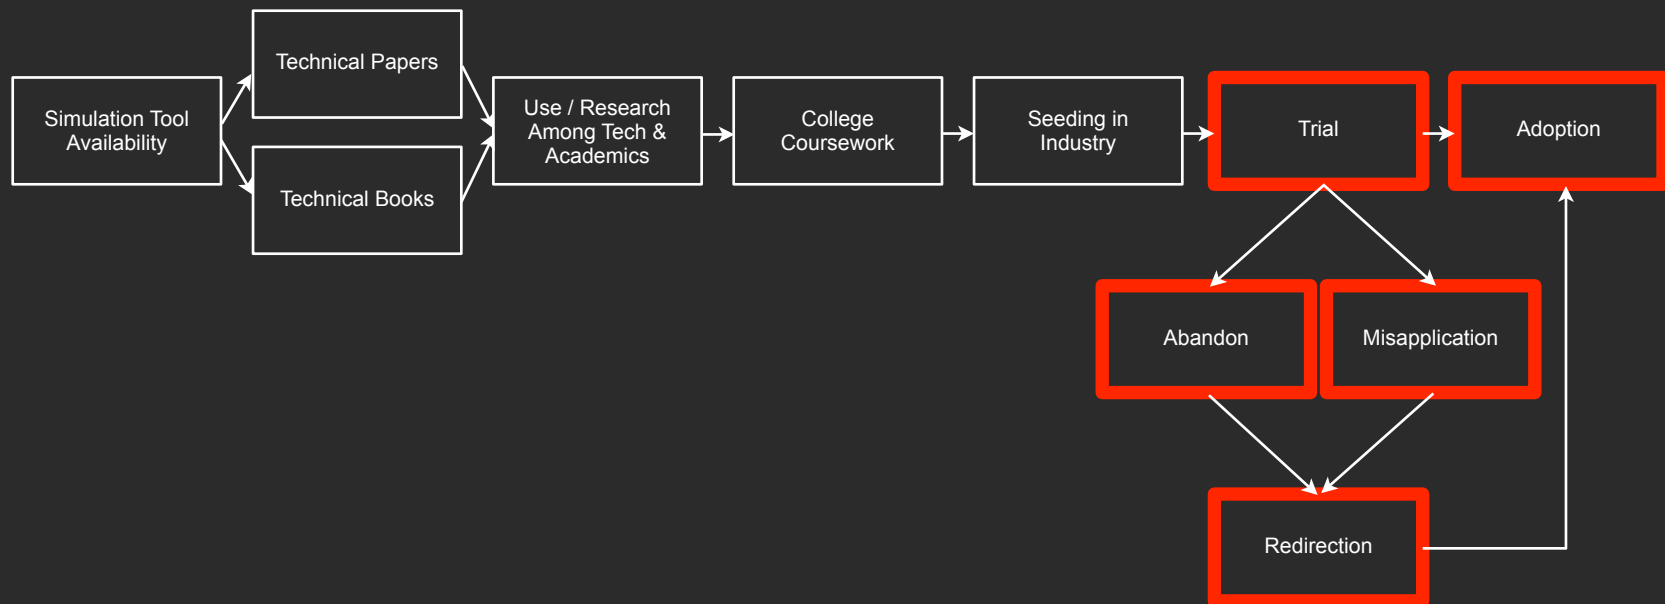 Simulation Tool
Availability
Technical Papers
Technical Books
Use / Research
Among Tech &
Academics
College
Coursework
Seeding in
Industry
Trial
Adoption
Abandon
Misapplication
Redirection